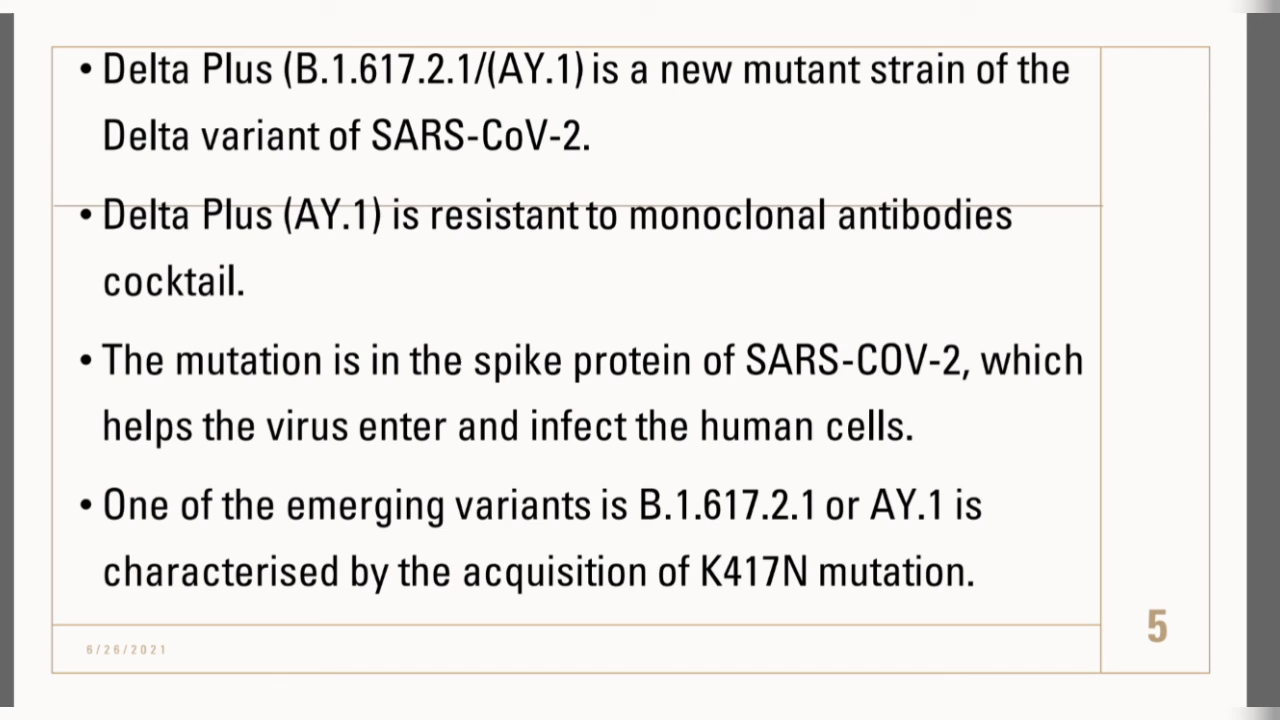 • Delta Plus (B.1.617.2.1/(AY.1) is a new mutant strain of the
Delta variant of SARS-CoV-2.
• Delta Plus (AY.1) is resistant to monoclonal antibodies
cocktail.
• The mutation is in the spike protein of SARS-COV-2, which
helps the virus enter and infect the human cells.
• One of the emerging variants is B.1.617.2.1 or AY.1 is
characterised by the acquisition of K417N mutation.
5
6/26/2021